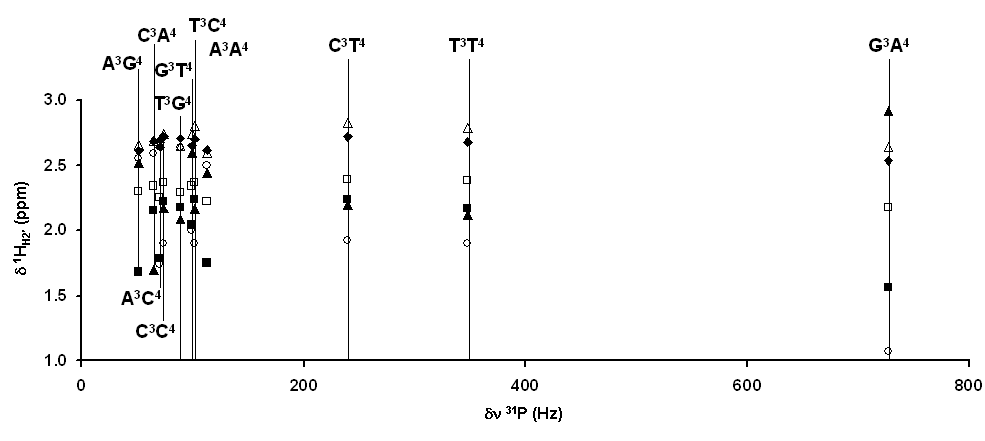 T³C⁴
C³A⁴
A³A⁴
A³G⁴
G³T⁴
C³T⁴
T³T⁴
G³A⁴
T³G⁴
3.0
2.5
2.0
1.5
1.0
δ ¹H_H2' (ppm)
A³C⁴
C³C⁴
0 200 400 600 800
δν ³¹P (Hz)